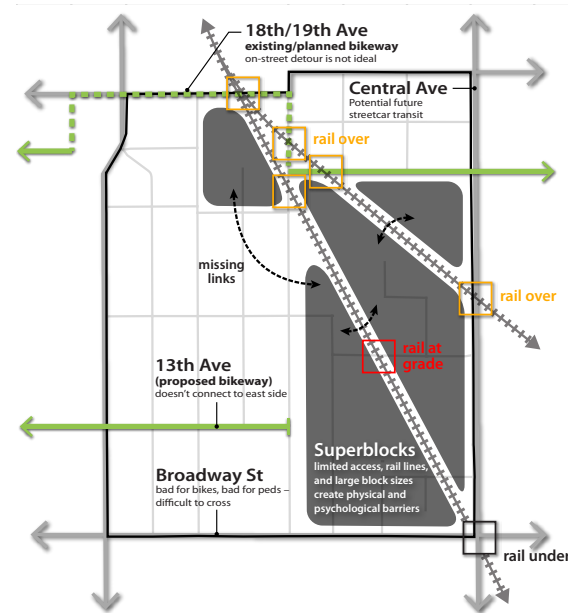 18th/19th Ave
existing/planned bikeway
on-street detour is not ideal
Central Ave
Potential future
streetcar transit
rail over
missing
links
rail over
rail at
grade
13th Ave
(proposed bikeway)
doesn't connect to east side
Superblocks
limited access, rail lines,
and large block sizes
create physical and
psychological barriers
Broadway St
bad for bikes, bad for peds –
difficult to cross
rail under